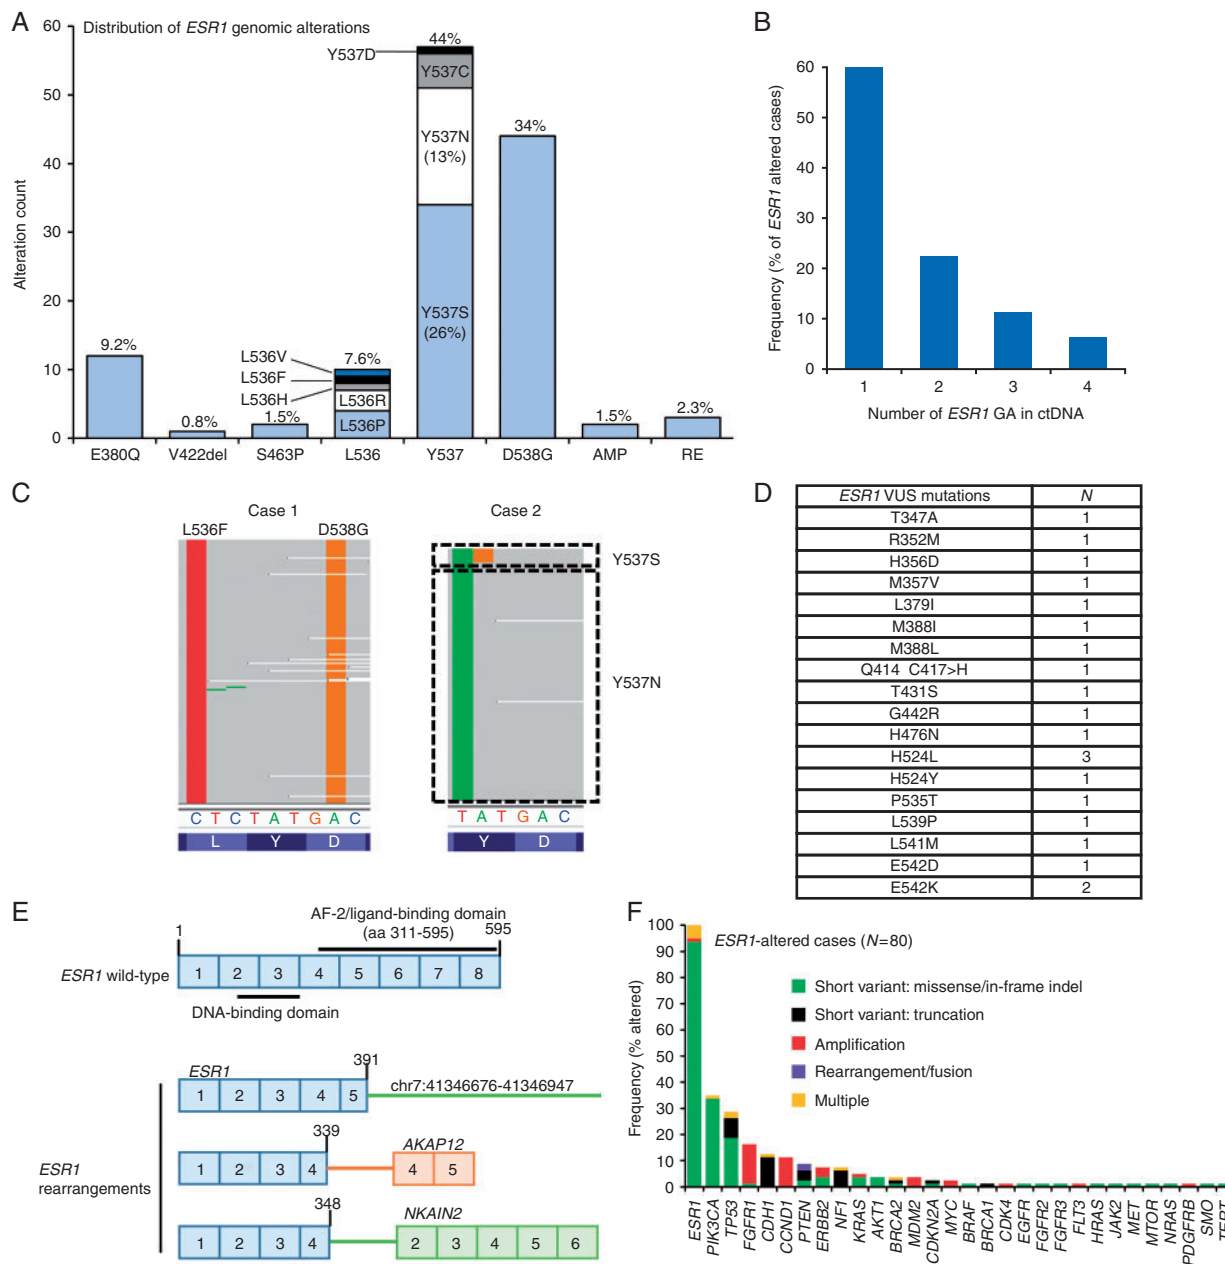 A
Distribution of ESR1 genomic alterations
Alteration count
60
50
40
30
20
10
0
9.2%
0.8%
1.5%
7.6%
44%
34%
1.5%
2.3%
L536V
L536F
L536H
L536R
L536P
Y537D
Y537C
Y537N
(13%)
Y537S
(26%)
E380Q V422del S463P L536 Y537 D538G AMP RE
B
Frequency (% of ESR1 altered cases)
60
50
40
30
20
10
0
1 2 3 4
Number of ESR1 GA in ctDNA
C
Case 1
L536F D538G
C T C T A T G A C
L Y D
Case 2
Y537S
Y537N
T A T G A C
Y D
D
ESR1 VUS mutations N
T347A 1
R352M 1
H356D 1
M357V 1
L379I 1
M388I 1
M388L 1
Q414 C417>H 1
T431S 1
G442R 1
H476N 1
H524L 3
H524Y 1
P535T 1
L539P 1
L541M 1
E542D 1
E542K 2
E
AF-2/ligand-binding domain
1 (aa 311-595) 595
ESR1 wild-type 1 2 3 4 5 6 7 8
DNA-binding domain
ESR1 rearrangements
ESR1 391
1 2 3 4 5 chr7:41346676-41346947
339 AKAP12
1 2 3 4 4 5
348 NKAIN2
1 2 3 4 2 3 4 5 6
F
ESR1-altered cases (N=80)
Frequency (% altered)
100
90
80
70
60
50
40
30
20
10
0
Short variant: missense/in-frame indel
Short variant: truncation
Amplification
Rearrangement/fusion
Multiple
ESR1 PIK3CA TP53 FGFR1 CDH1 CCND1 PTEN ERBB2 NF1 KRAS AKT1 BRCA2 MDM2 CDKN2A MYC BRAF BRCA1 CDK4 EGFR FGFR2 FGFR3 FLT3 HRAS JAK2 MET MTOR NRAS PDGFRB SMO TERT